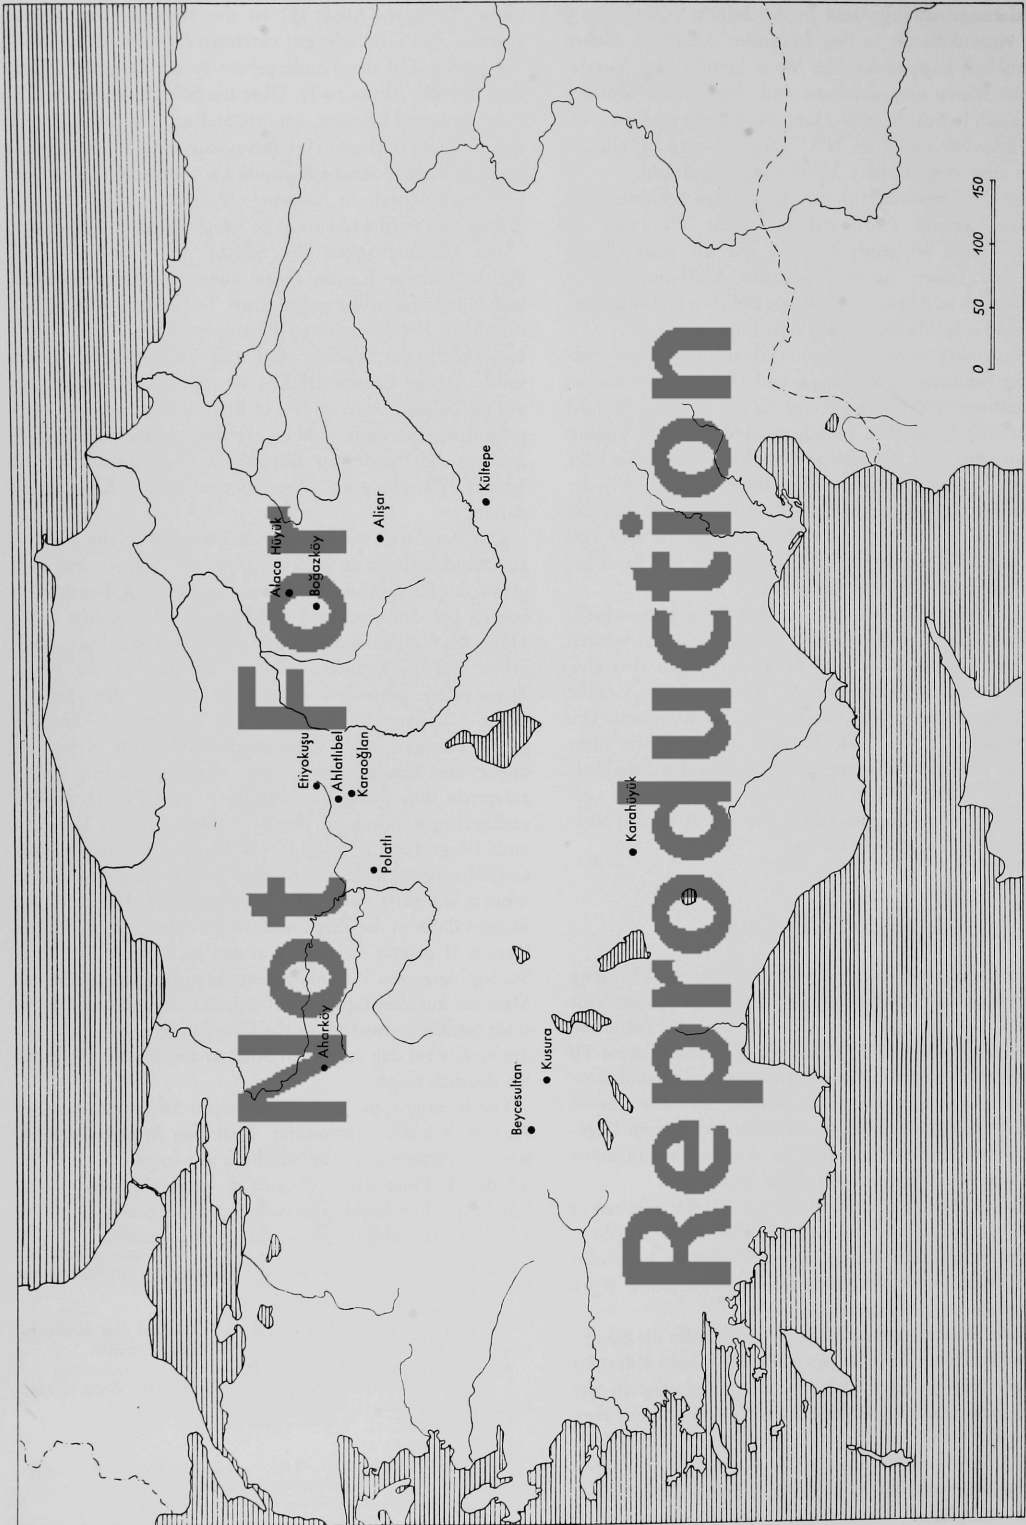 Not For
Reproduction
Alaca Hüyük
Boğazköy
Alişar
Kültepe
Etiyokuşu
Ahlatlıbel
Karaoğlan
Polatlı
Aharköy
Beycesultan
Kusura
Karahüyük
0 50 100 150